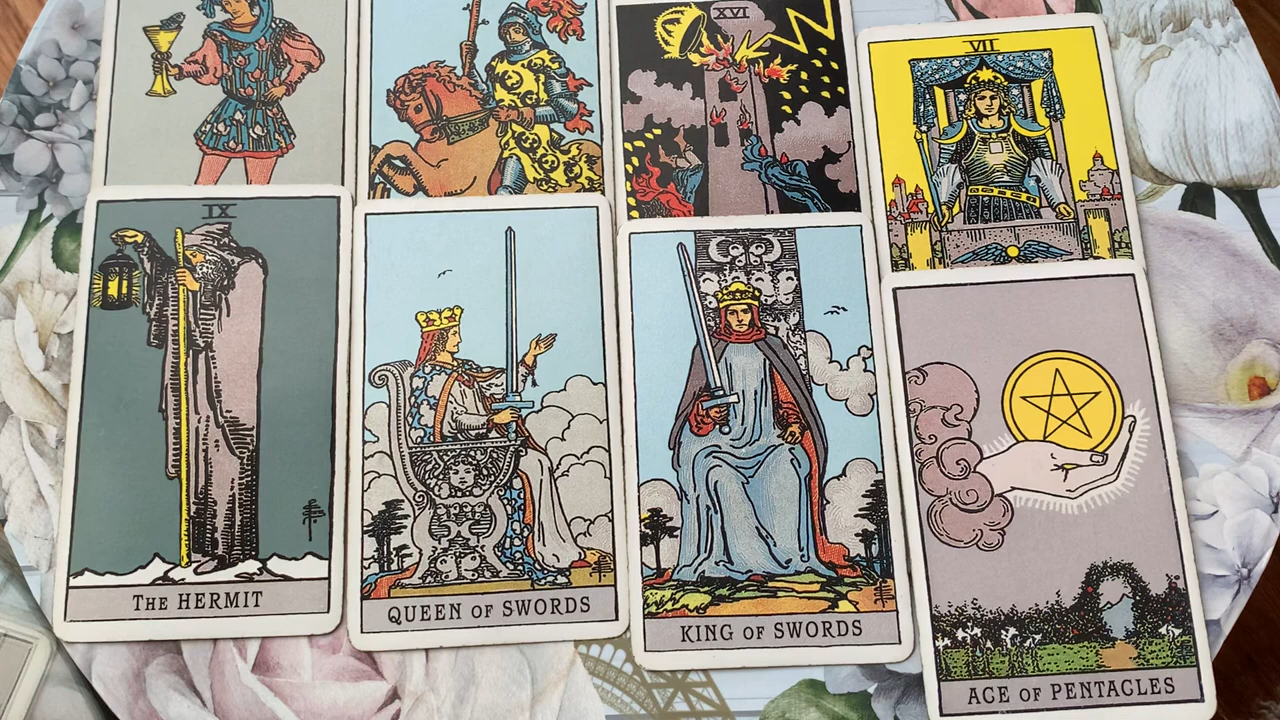 XVI
VII
IX
THE HERMIT
QUEEN OF SWORDS
KING OF SWORDS
ACE OF PENTACLES